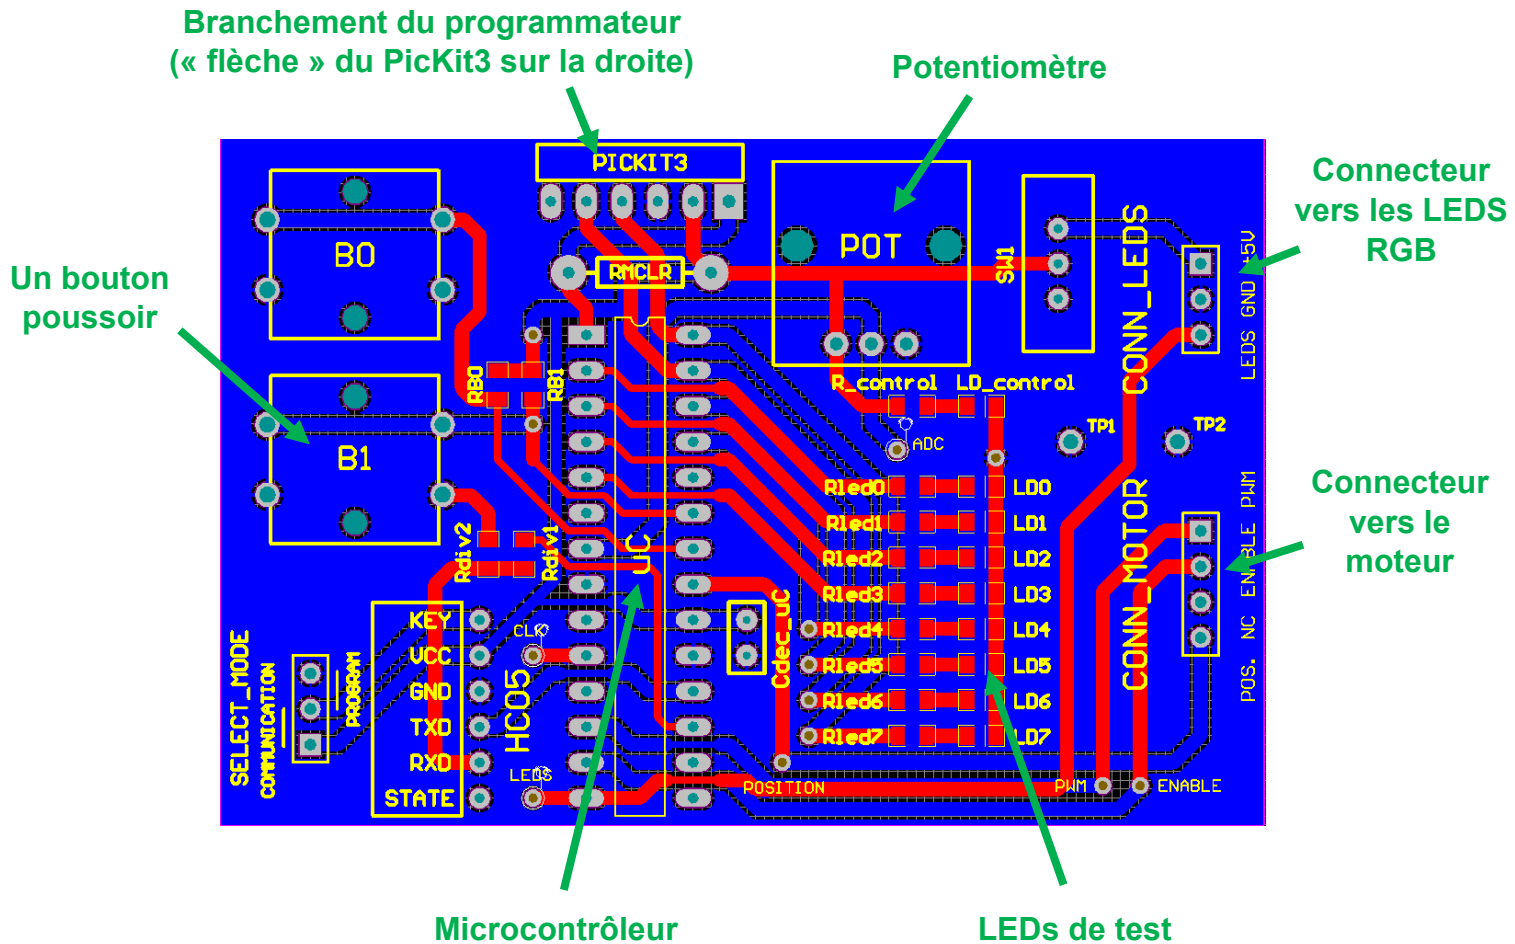 Branchement du programmateur
(« flèche » du PicKit3 sur la droite)
Potentiomètre
Connecteur
vers les LEDS
RGB
Un bouton
poussoir
Connecteur
vers le
moteur
Microcontrôleur
LEDs de test
PICKIT3
B0
RMCLR
POT
SW1
CONN_LEDS
LEDS GND +5V
RB0
RB1
R_control
LD_control
ADC
TP1
TP2
B1
Rled0
LD0
Rled1
LD1
Rled2
LD2
Rled3
LD3
Rled4
LD4
Rled5
LD5
Rled6
LD6
Rled7
LD7
Rdiv2
Rdiv1
uC
Cdec_uC
CONN_MOTOR
POS. NC ENABLE PWM
SELECT_MODE
COMMUNICATION
PROGRAM
KEY
VCC
GND
TXD
RXD
STATE
HC05
CLK
LEDS
POSITION
PWM
ENABLE